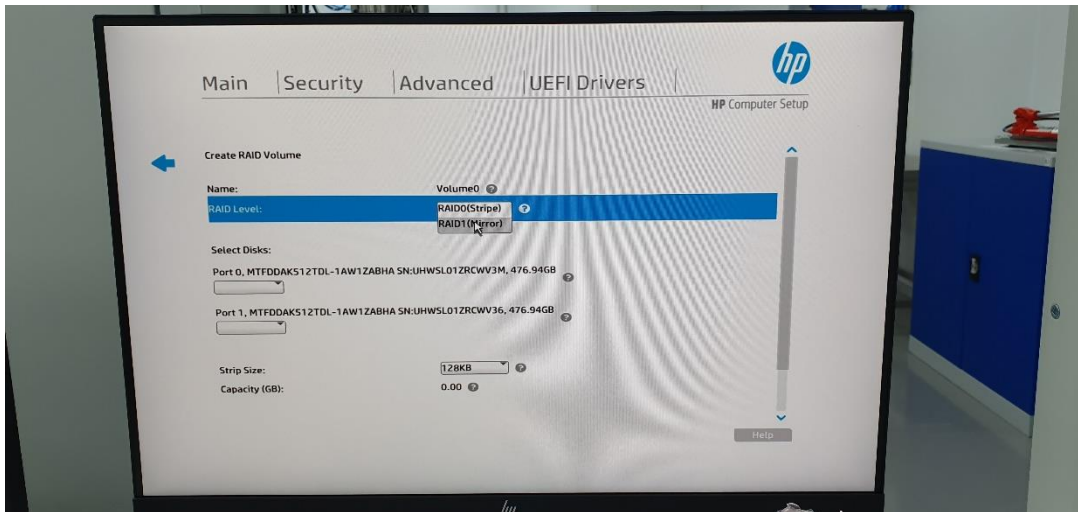 hp
Main Security Advanced UEFI Drivers
HP Computer Setup
Create RAID Volume
Name: Volume0 ?
RAID Level: RAID0(Stripe) ?
RAID1(Mirror)
Select Disks:
Port 0, MTFDDAK512TDL-1AW1ZABHA SN:UHWSL01ZRCWV3M, 476.94GB ?
Port 1, MTFDDAK512TDL-1AW1ZABHA SN:UHWSL01ZRCWV36, 476.94GB ?
Strip Size: 128KB ?
Capacity (GB): 0.00 ?
Help
hp